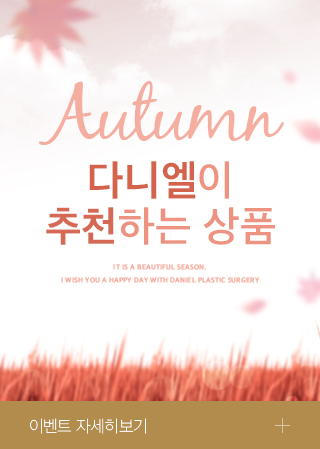 Autumn
다니엘이
추천하는 상품
IT IS A BEAUTIFUL SEASON,
I WISH YOU A HAPPY DAY WITH DANIEL PLASTIC SURGERY
이벤트 자세히보기